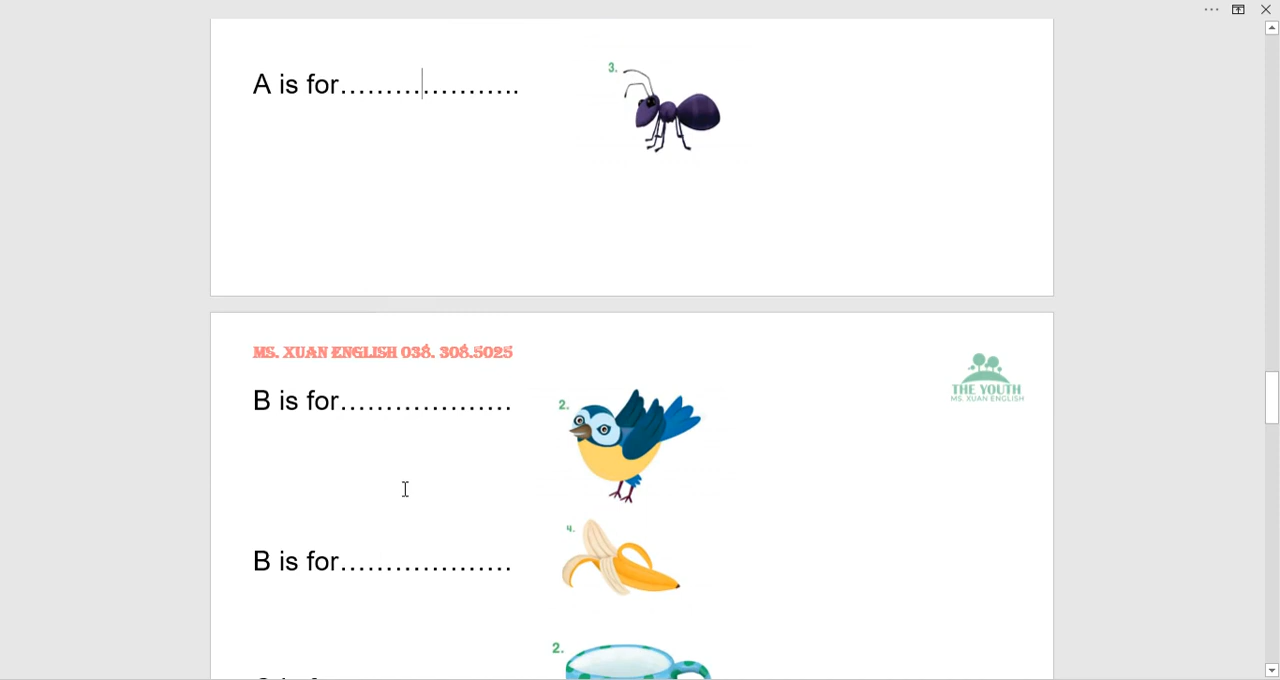 A is for………………….
3.
MS. XUAN ENGLISH 038. 308.5025
THE YOUTH
MS. XUAN ENGLISH
B is for……………….
2.
B is for……………….
4.
2.